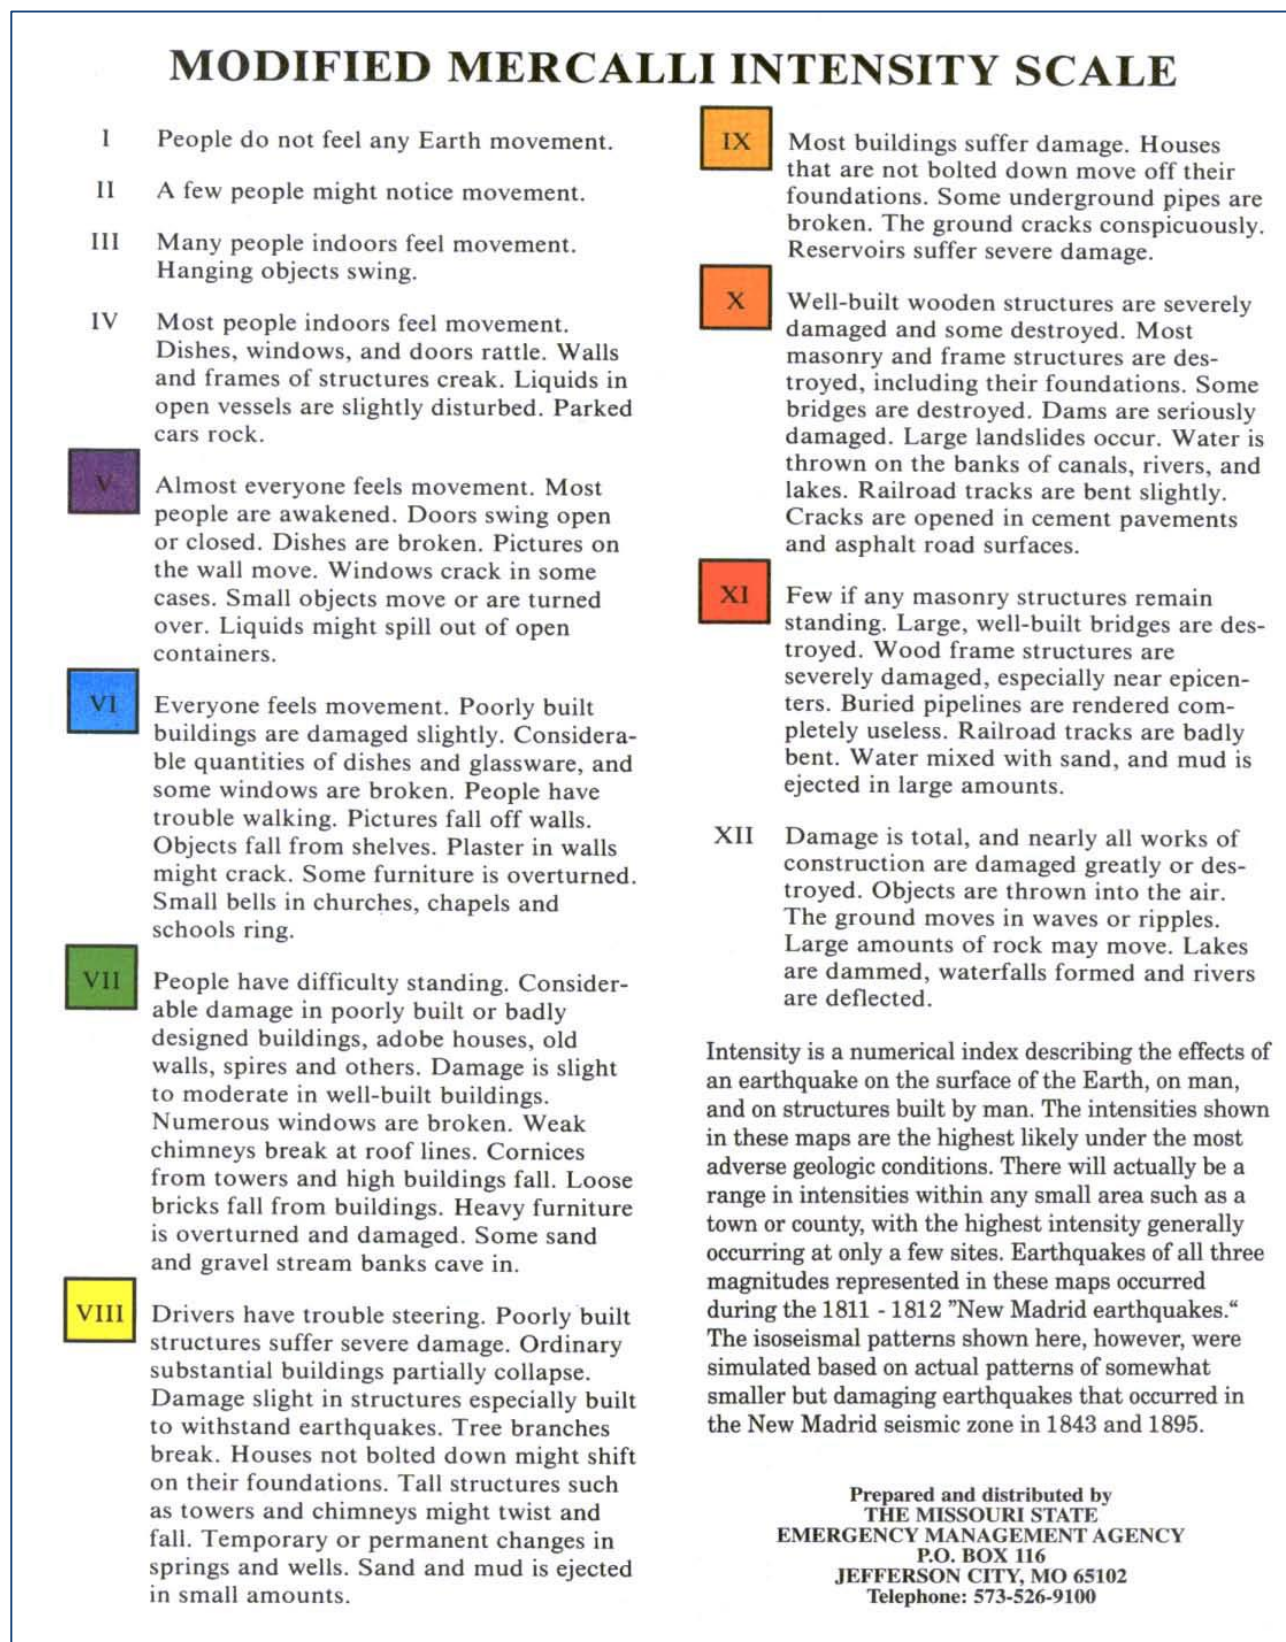 MODIFIED MERCALLI INTENSITY SCALE
I People do not feel any Earth movement.
II A few people might notice movement.
III Many people indoors feel movement.
Hanging objects swing.
IV Most people indoors feel movement.
Dishes, windows, and doors rattle. Walls
and frames of structures creak. Liquids in
open vessels are slightly disturbed. Parked
cars rock.
V Almost everyone feels movement. Most
people are awakened. Doors swing open
or closed. Dishes are broken. Pictures on
the wall move. Windows crack in some
cases. Small objects move or are turned
over. Liquids might spill out of open
containers.
VI Everyone feels movement. Poorly built
buildings are damaged slightly. Considera-
ble quantities of dishes and glassware, and
some windows are broken. People have
trouble walking. Pictures fall off walls.
Objects fall from shelves. Plaster in walls
might crack. Some furniture is overturned.
Small bells in churches, chapels and
schools ring.
VII People have difficulty standing. Consider-
able damage in poorly built or badly
designed buildings, adobe houses, old
walls, spires and others. Damage is slight
to moderate in well-built buildings.
Numerous windows are broken. Weak
chimneys break at roof lines. Cornices
from towers and high buildings fall. Loose
bricks fall from buildings. Heavy furniture
is overturned and damaged. Some sand
and gravel stream banks cave in.
VIII Drivers have trouble steering. Poorly built
structures suffer severe damage. Ordinary
substantial buildings partially collapse.
Damage slight in structures especially built
to withstand earthquakes. Tree branches
break. Houses not bolted down might shift
on their foundations. Tall structures such
as towers and chimneys might twist and
fall. Temporary or permanent changes in
springs and wells. Sand and mud is ejected
in small amounts.
IX Most buildings suffer damage. Houses
that are not bolted down move off their
foundations. Some underground pipes are
broken. The ground cracks conspicuously.
Reservoirs suffer severe damage.
X Well-built wooden structures are severely
damaged and some destroyed. Most
masonry and frame structures are des-
troyed, including their foundations. Some
bridges are destroyed. Dams are seriously
damaged. Large landslides occur. Water is
thrown on the banks of canals, rivers, and
lakes. Railroad tracks are bent slightly.
Cracks are opened in cement pavements
and asphalt road surfaces.
XI Few if any masonry structures remain
standing. Large, well-built bridges are des-
troyed. Wood frame structures are
severely damaged, especially near epicen-
ters. Buried pipelines are rendered com-
pletely useless. Railroad tracks are badly
bent. Water mixed with sand, and mud is
ejected in large amounts.
XII Damage is total, and nearly all works of
construction are damaged greatly or des-
troyed. Objects are thrown into the air.
The ground moves in waves or ripples.
Large amounts of rock may move. Lakes
are dammed, waterfalls formed and rivers
are deflected.
Intensity is a numerical index describing the effects of
an earthquake on the surface of the Earth, on man,
and on structures built by man. The intensities shown
in these maps are the highest likely under the most
adverse geologic conditions. There will actually be a
range in intensities within any small area such as a
town or county, with the highest intensity generally
occurring at only a few sites. Earthquakes of all three
magnitudes represented in these maps occurred
during the 1811 - 1812 ”New Madrid earthquakes.“
The isoseismal patterns shown here, however, were
simulated based on actual patterns of somewhat
smaller but damaging earthquakes that occurred in
the New Madrid seismic zone in 1843 and 1895.
Prepared and distributed by
THE MISSOURI STATE
EMERGENCY MANAGEMENT AGENCY
P.O. BOX 116
JEFFERSON CITY, MO 65102
Telephone: 573-526-9100